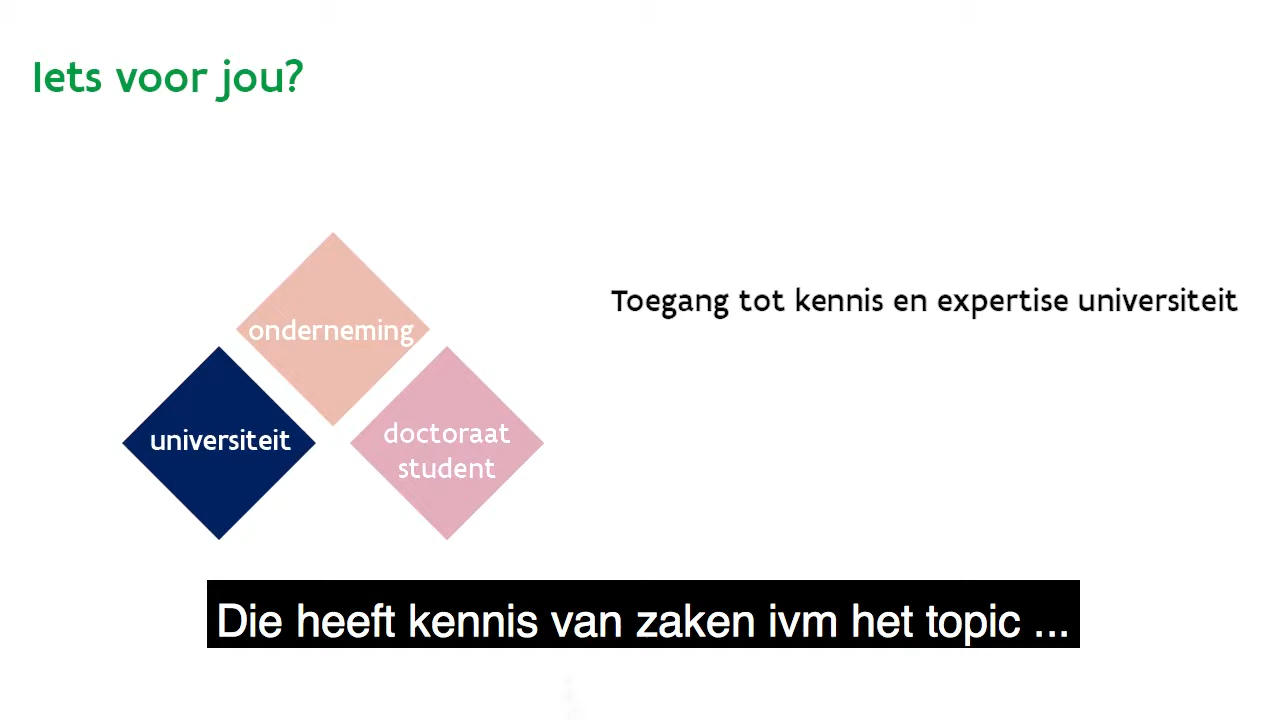 Iets voor jou?
onderneming
universiteit
doctoraat
student
Toegang tot kennis en expertise universiteit
Die heeft kennis van zaken ivm het topic ...